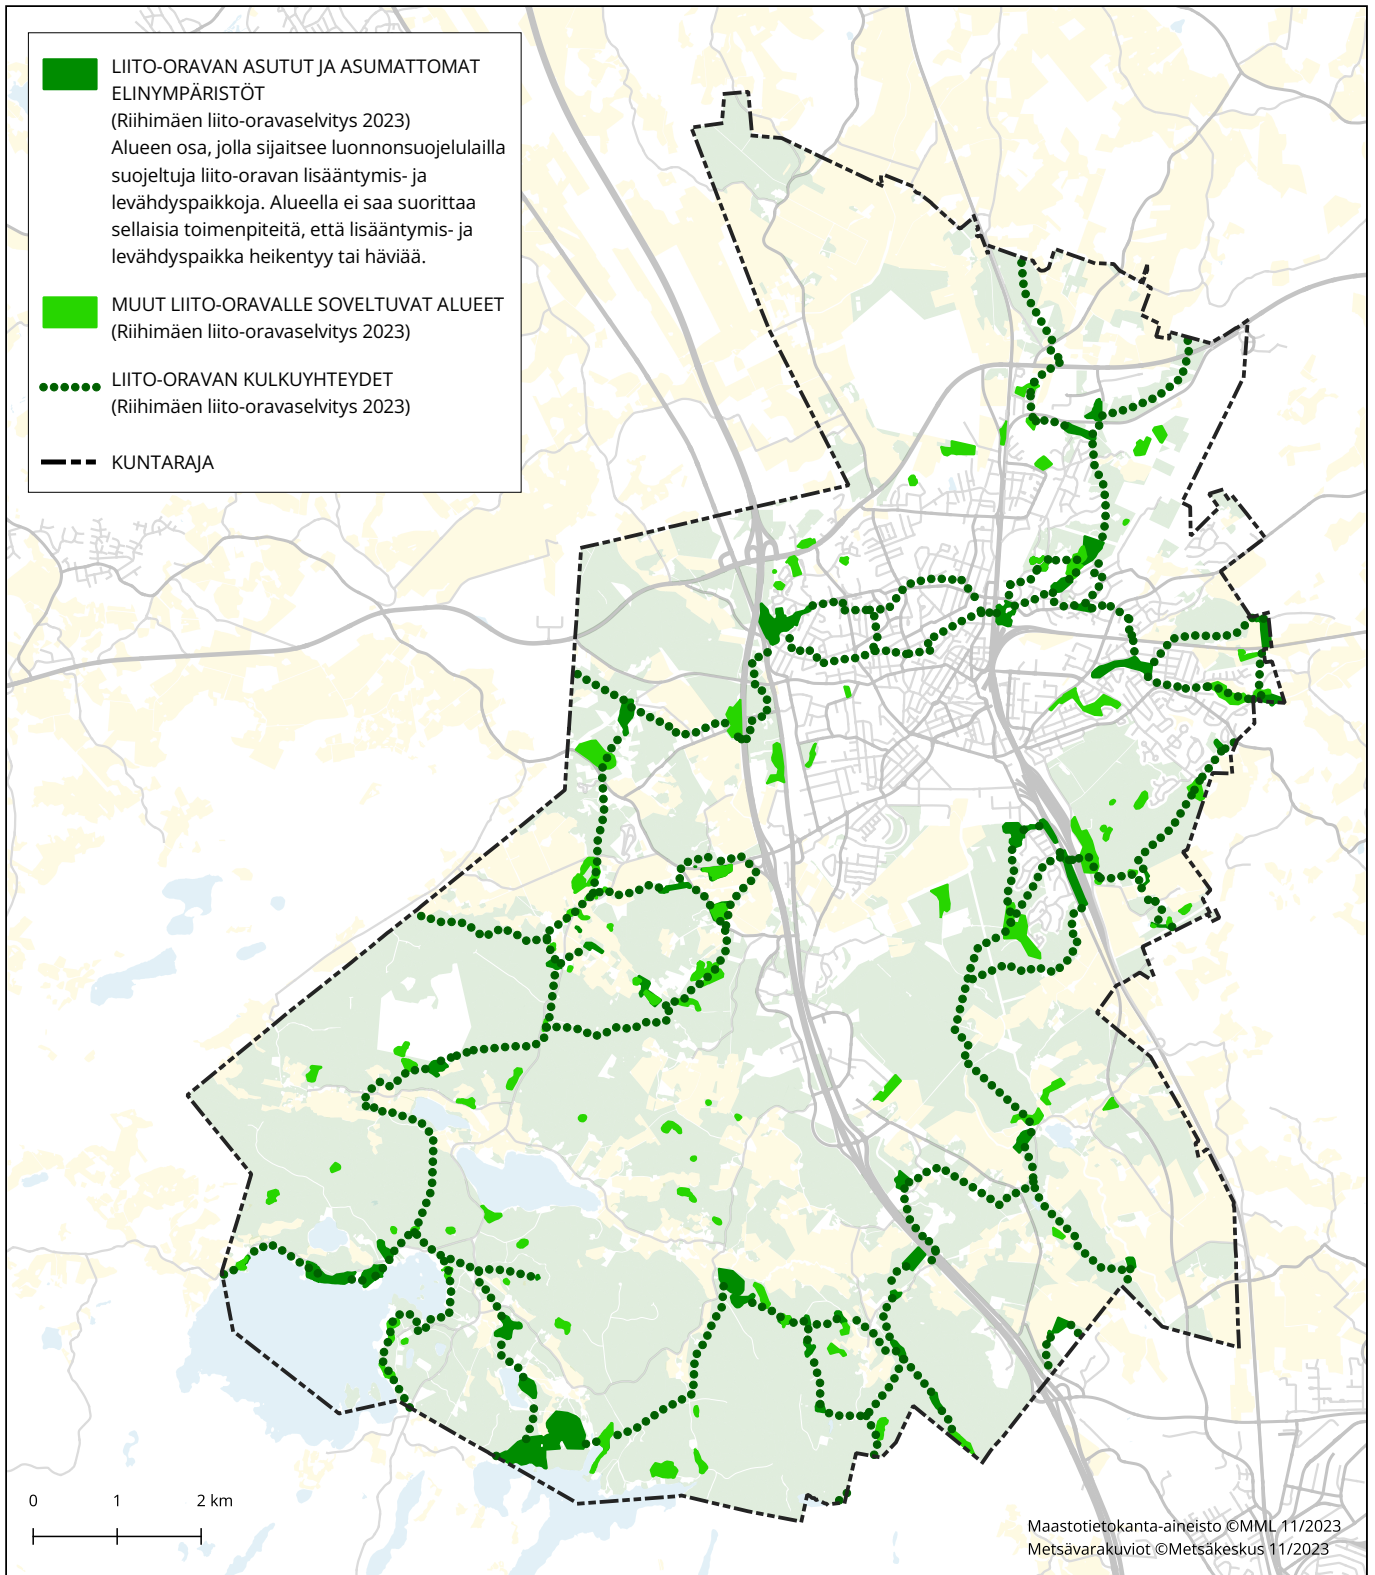 LIITO-ORAVAN ASUTUT JA ASUMATTOMAT
ELINYMPÄRISTÖT
(Riihimäen liito-oravaselvitys 2023)
Alueen osa, jolla sijaitsee luonnonsuojelulailla
suojeltuja liito-oravan lisääntymis- ja
levähdyspaikkoja. Alueella ei saa suorittaa
sellaisia toimenpiteitä, että lisääntymis- ja
levähdyspaikka heikentyy tai häviää.
MUUT LIITO-ORAVALLE SOVELTUVAT ALUEET
(Riihimäen liito-oravaselvitys 2023)
LIITO-ORAVAN KULKUYHTEYDET
(Riihimäen liito-oravaselvitys 2023)
KUNTARAJA
0 1 2 km
Maastotietokanta-aineisto ©MML 11/2023
Metsävarakuviot ©Metsäkeskus 11/2023